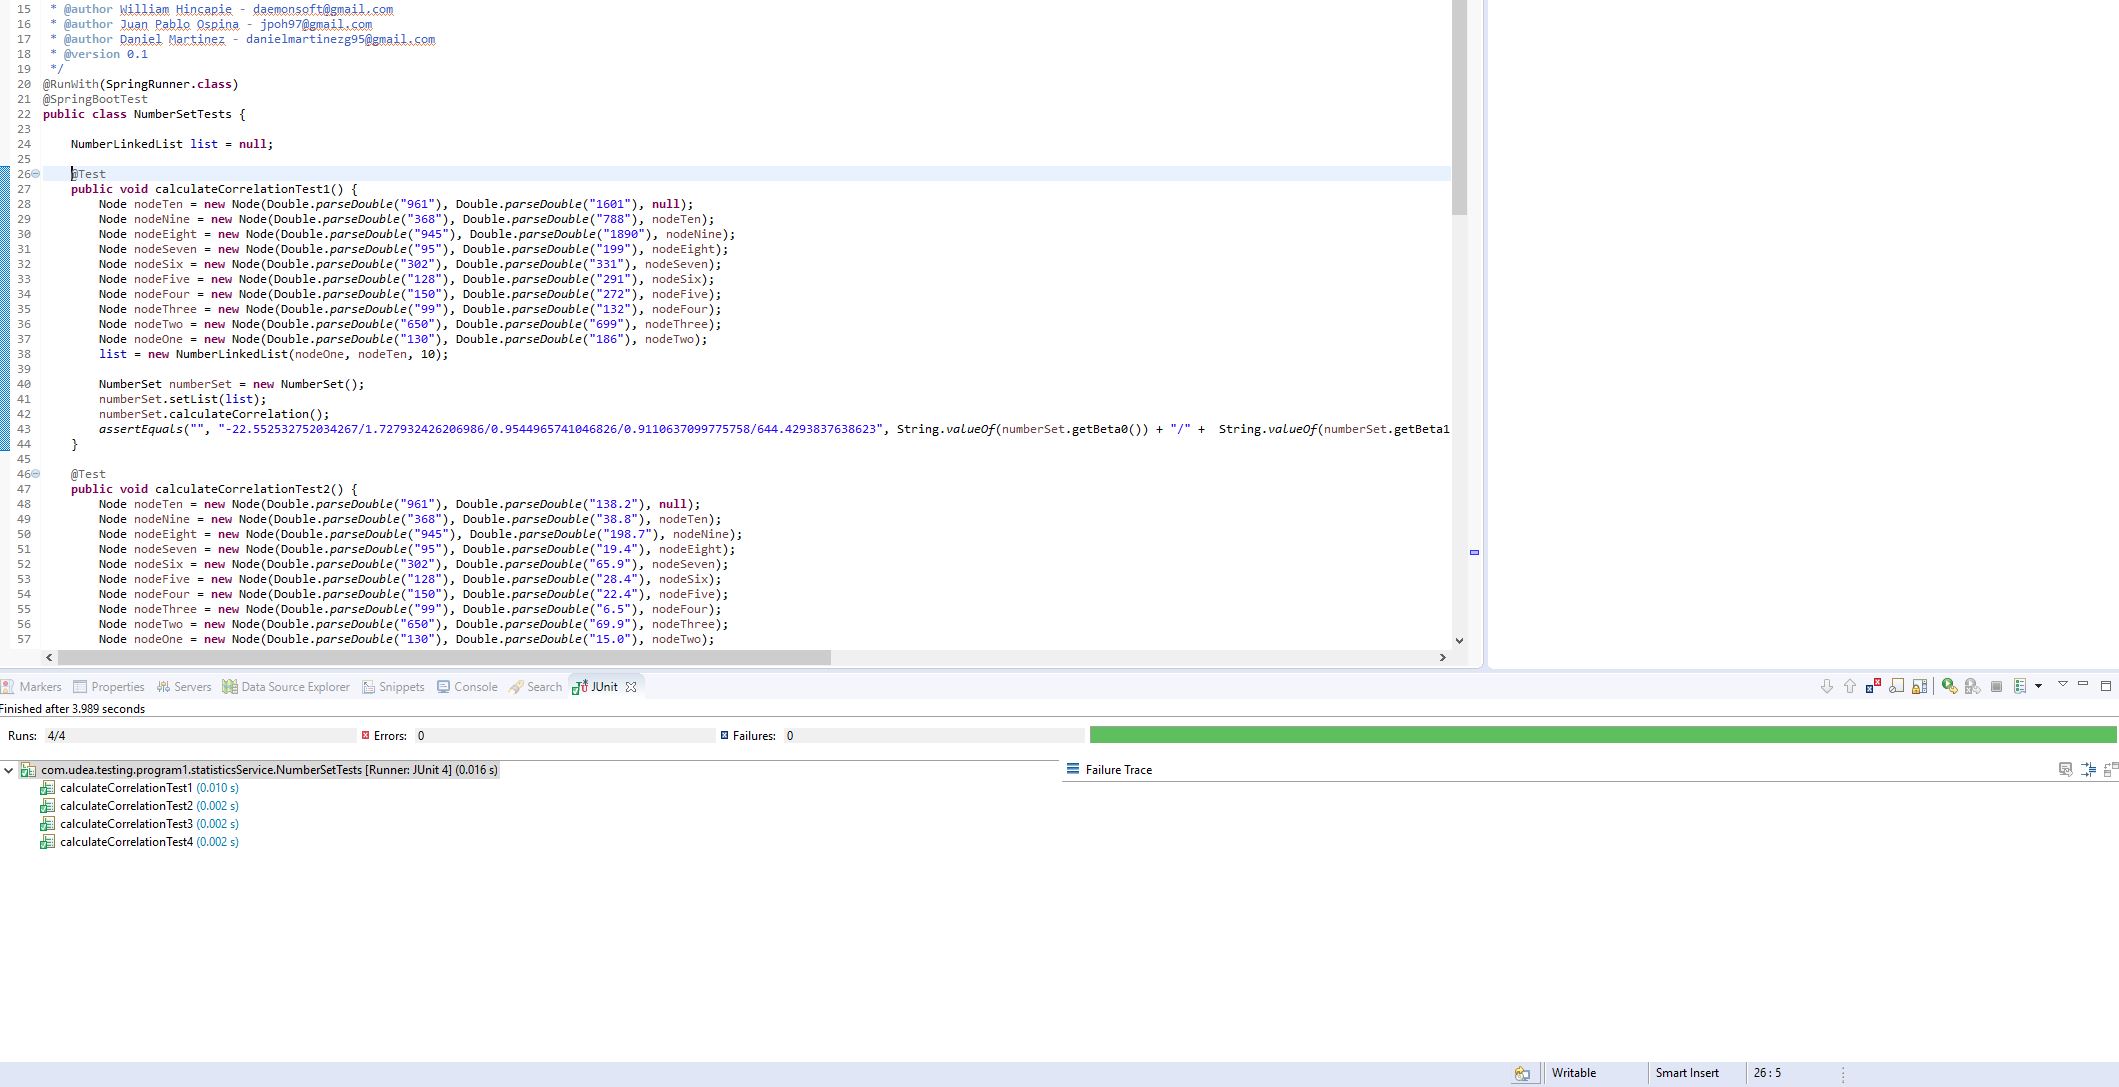 15 * @author William Hincapie - daemonsoft@gmail.com
16 * @author Juan Pablo Ospina - jpoh97@gmail.com
17 * @author Daniel Martinez - danielmartinezg95@gmail.com
18 * @version 0.1
19 */
20 @RunWith(SpringRunner.class)
21 @SpringBootTest
22 public class NumberSetTests {
23
24 NumberLinkedList list = null;
25
26 @Test
27 public void calculateCorrelationTest1() {
28 Node nodeTen = new Node(Double.parseDouble("961"), Double.parseDouble("1601"), null);
29 Node nodeNine = new Node(Double.parseDouble("368"), Double.parseDouble("788"), nodeTen);
30 Node nodeEight = new Node(Double.parseDouble("945"), Double.parseDouble("1890"), nodeNine);
31 Node nodeSeven = new Node(Double.parseDouble("95"), Double.parseDouble("199"), nodeEight);
32 Node nodeSix = new Node(Double.parseDouble("302"), Double.parseDouble("331"), nodeSeven);
33 Node nodeFive = new Node(Double.parseDouble("128"), Double.parseDouble("291"), nodeSix);
34 Node nodeFour = new Node(Double.parseDouble("150"), Double.parseDouble("272"), nodeFive);
35 Node nodeThree = new Node(Double.parseDouble("99"), Double.parseDouble("132"), nodeFour);
36 Node nodeTwo = new Node(Double.parseDouble("650"), Double.parseDouble("699"), nodeThree);
37 Node nodeOne = new Node(Double.parseDouble("130"), Double.parseDouble("186"), nodeTwo);
38 list = new NumberLinkedList(nodeOne, nodeTen, 10);
39
40 NumberSet numberSet = new NumberSet();
41 numberSet.setList(list);
42 numberSet.calculateCorrelation();
43 assertEquals("", "-22.552532752034267/1.727932426206986/0.9544965741046826/0.9110637099775758/644.4293837638623", String.valueOf(numberSet.getBeta0()) + "/" + String.valueOf(numberSet.getBeta1
44 }
45
46 @Test
47 public void calculateCorrelationTest2() {
48 Node nodeTen = new Node(Double.parseDouble("961"), Double.parseDouble("138.2"), null);
49 Node nodeNine = new Node(Double.parseDouble("368"), Double.parseDouble("38.8"), nodeTen);
50 Node nodeEight = new Node(Double.parseDouble("945"), Double.parseDouble("198.7"), nodeNine);
51 Node nodeSeven = new Node(Double.parseDouble("95"), Double.parseDouble("19.4"), nodeEight);
52 Node nodeSix = new Node(Double.parseDouble("302"), Double.parseDouble("65.9"), nodeSeven);
53 Node nodeFive = new Node(Double.parseDouble("128"), Double.parseDouble("28.4"), nodeSix);
54 Node nodeFour = new Node(Double.parseDouble("150"), Double.parseDouble("22.4"), nodeFive);
55 Node nodeThree = new Node(Double.parseDouble("99"), Double.parseDouble("6.5"), nodeFour);
56 Node nodeTwo = new Node(Double.parseDouble("650"), Double.parseDouble("69.9"), nodeThree);
57 Node nodeOne = new Node(Double.parseDouble("130"), Double.parseDouble("15.0"), nodeTwo);
Markers Properties Servers Data Source Explorer Snippets Console Search JUnit
Finished after 3.989 seconds
Runs: 4/4 Errors: 0 Failures: 0
com.udea.testing.program1.statisticsService.NumberSetTests [Runner: JUnit 4] (0.016 s) Failure Trace
calculateCorrelationTest1 (0.010 s)
calculateCorrelationTest2 (0.002 s)
calculateCorrelationTest3 (0.002 s)
calculateCorrelationTest4 (0.002 s)
Writable Smart Insert 26 : 5